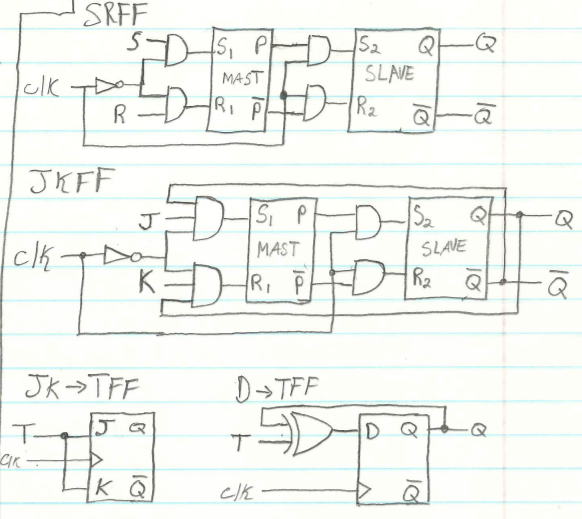 SRFF
S S₁ P S₂ Q Q
MAST SLAVE
clk
R R₁ P̅ R₂ Q̅ Q̅
JKFF
J S₁ P S₂ Q Q
clk MAST SLAVE
K R₁ P̅ R₂ Q̅ Q̅
JK→TFF D→TFF
T J Q T D Q Q
clk
K Q̅ clk Q̅